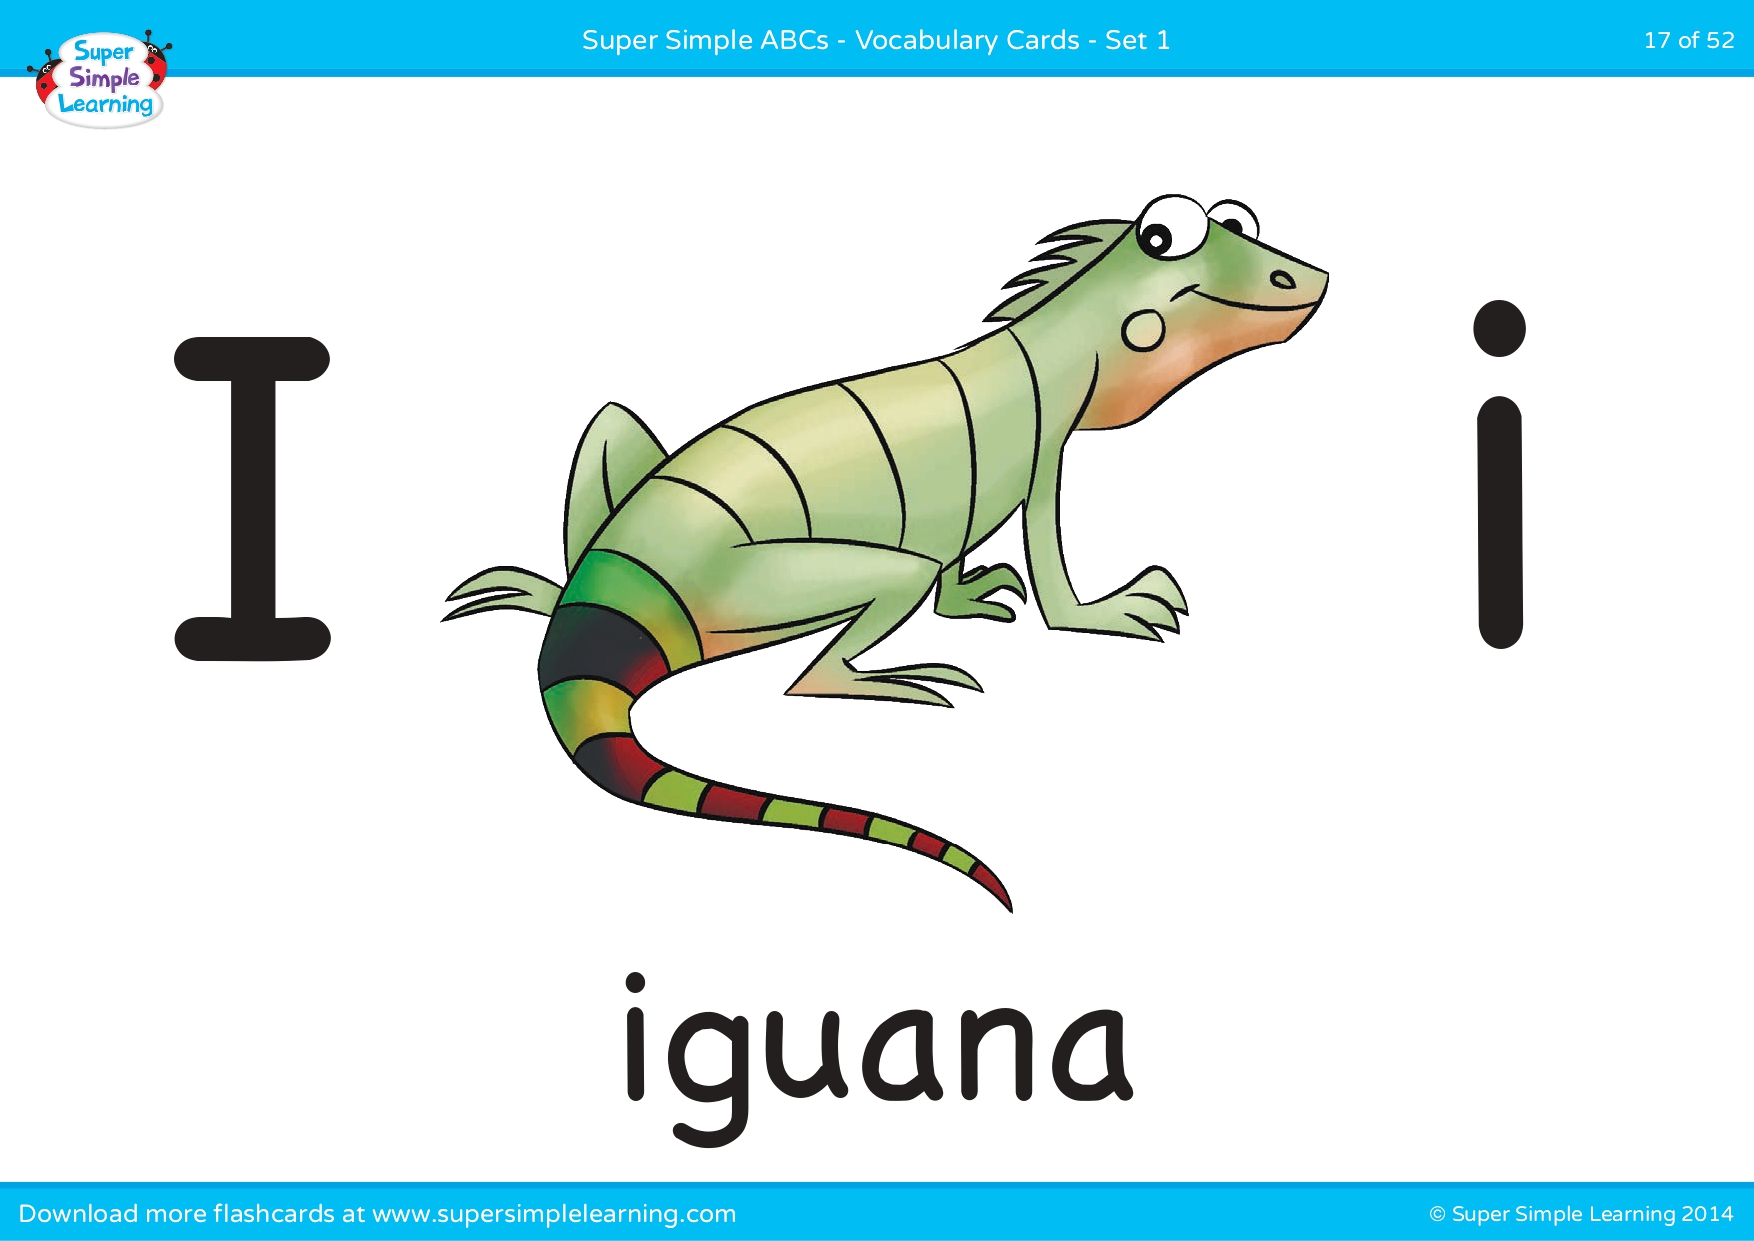 Super Simple ABCs - Vocabulary Cards - Set 1
17 of 52
Super
Simple
Learning
I
i
iguana
Download more flashcards at www.supersimplelearning.com
© Super Simple Learning 2014